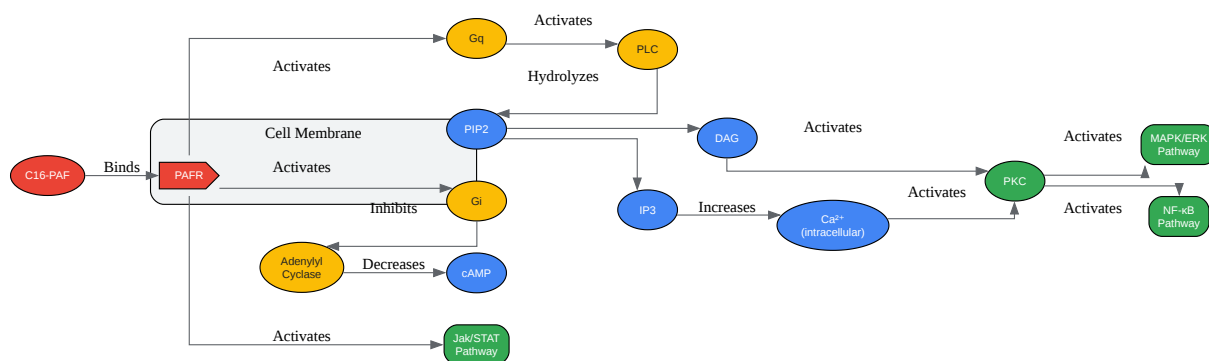 Activates
Gq
PLC
Activates
Hydrolyzes
Cell Membrane
PIP2
DAG
Activates
Activates
MAPK/ERK
Pathway
C16-PAF
Binds
PAFR
Activates
Gi
Inhibits
IP3
Increases
Ca²⁺
(intracellular)
Activates
PKC
Activates
NF-κB
Pathway
Adenylyl
Cyclase
Decreases
cAMP
Activates
Jak/STAT
Pathway